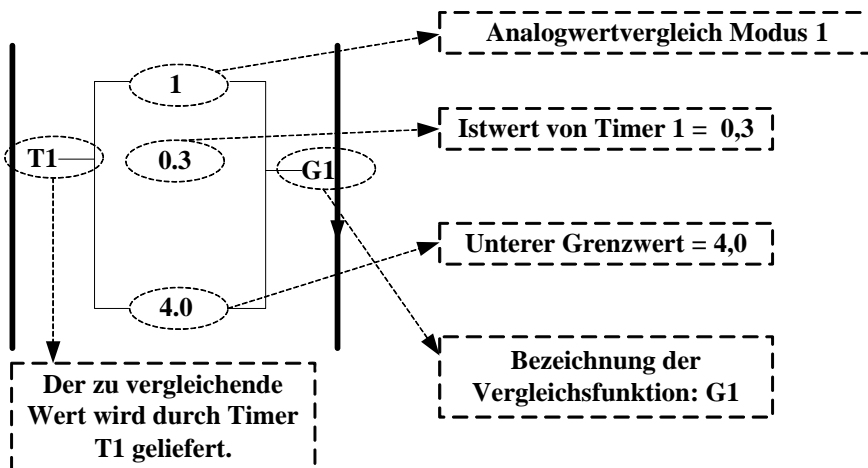 Analogwertvergleich Modus 1
1
Istwert von Timer 1 = 0,3
T1
0.3
G1
Unterer Grenzwert = 4,0
4.0
Bezeichnung der
Vergleichsfunktion: G1
Der zu vergleichende
Wert wird durch Timer
T1 geliefert.